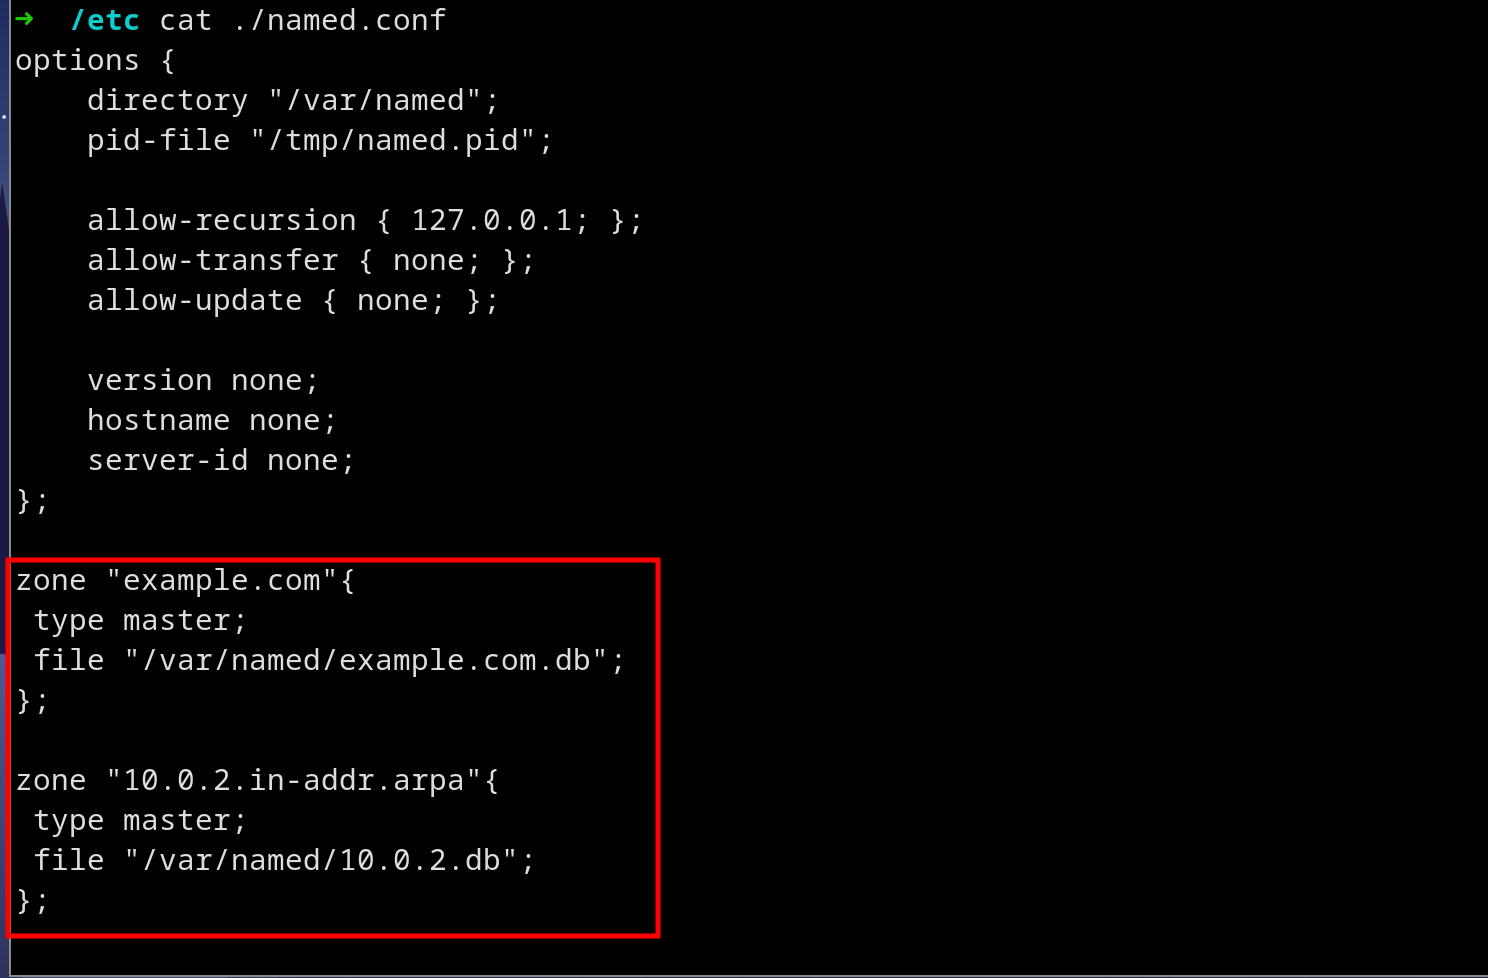 ➜  /etc cat ./named.conf
options {
    directory "/var/named";
    pid-file "/tmp/named.pid";

    allow-recursion { 127.0.0.1; };
    allow-transfer { none; };
    allow-update { none; };

    version none;
    hostname none;
    server-id none;
};

zone "example.com"{
 type master;
 file "/var/named/example.com.db";
};

zone "10.0.2.in-addr.arpa"{
 type master;
 file "/var/named/10.0.2.db";
};